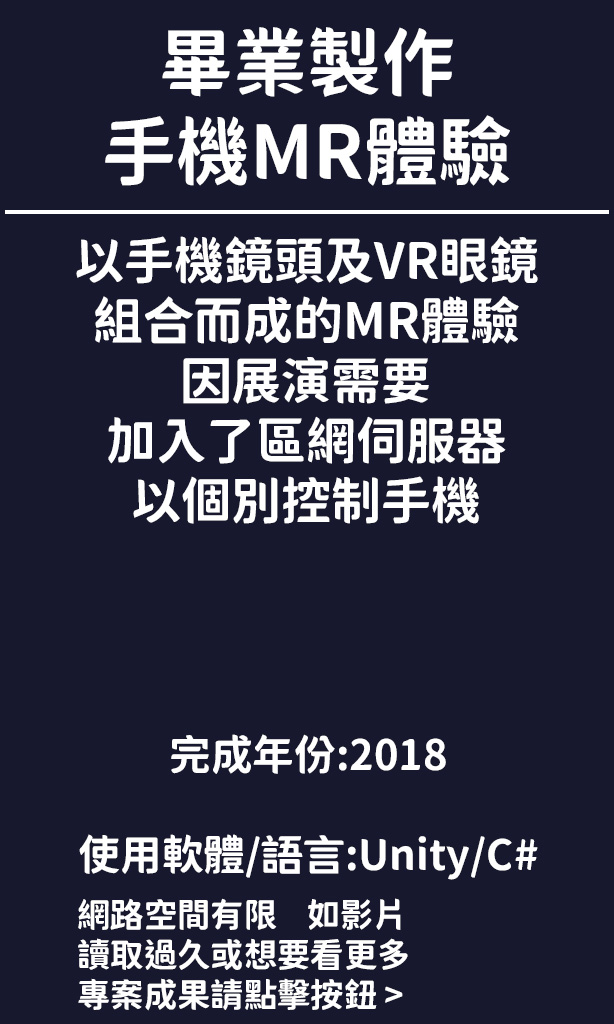 畢業製作
手機MR體驗
以手機鏡頭及VR眼鏡
組合而成的MR體驗
因展演需要
加入了區網伺服器
以個別控制手機
完成年份:2018
使用軟體/語言:Unity/C#
網路空間有限　如影片
讀取過久或想要看更多
專案成果請點擊按鈕 >